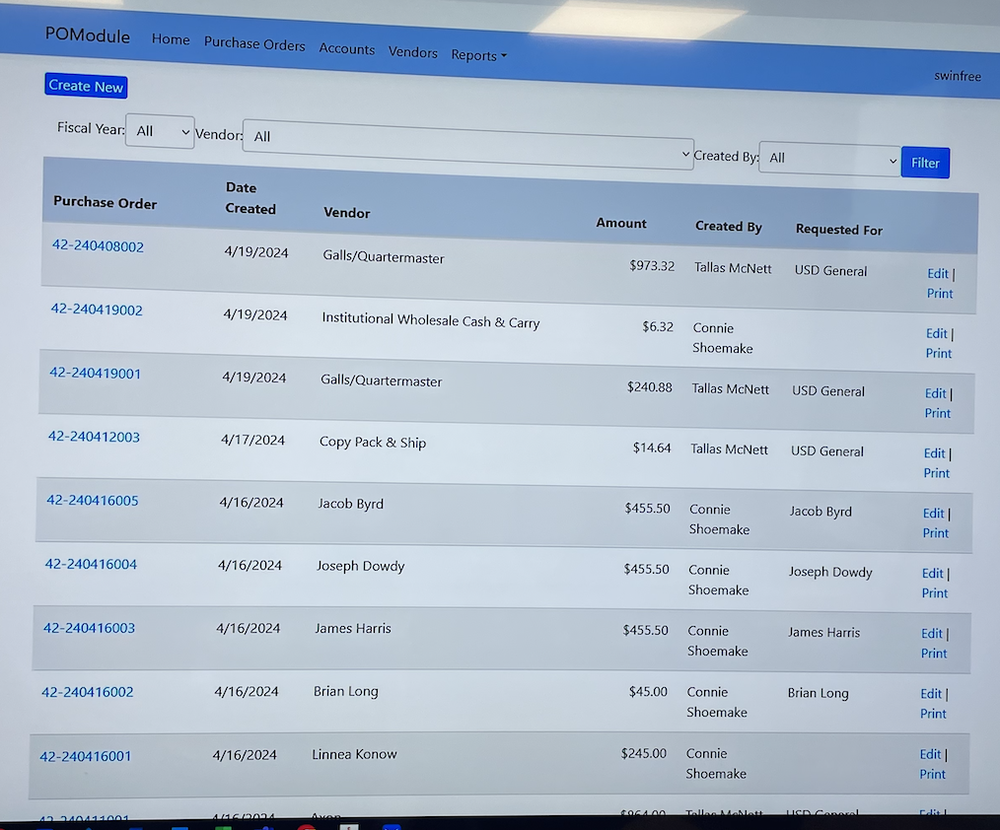 POModule Home Purchase Orders Accounts Vendors Reports
swinfree
Create New
Fiscal Year: All Vendor: All Created By: All Filter
Purchase Order Date Created Vendor Amount Created By Requested For
42-240408002 4/19/2024 Galls/Quartermaster $973.32 Tallas McNett USD General Edit | Print
42-240419002 4/19/2024 Institutional Wholesale Cash & Carry $6.32 Connie Shoemake Edit | Print
42-240419001 4/19/2024 Galls/Quartermaster $240.88 Tallas McNett USD General Edit | Print
42-240412003 4/17/2024 Copy Pack & Ship $14.64 Tallas McNett USD General Edit | Print
42-240416005 4/16/2024 Jacob Byrd $455.50 Connie Shoemake Jacob Byrd Edit | Print
42-240416004 4/16/2024 Joseph Dowdy $455.50 Connie Shoemake Joseph Dowdy Edit | Print
42-240416003 4/16/2024 James Harris $455.50 Connie Shoemake James Harris Edit | Print
42-240416002 4/16/2024 Brian Long $45.00 Connie Shoemake Brian Long Edit | Print
42-240416001 4/16/2024 Linnea Konow $245.00 Connie Shoemake Edit | Print
42-240411001 4/16/2024 Axon $964.00 Tallas McNett USD General Edit |